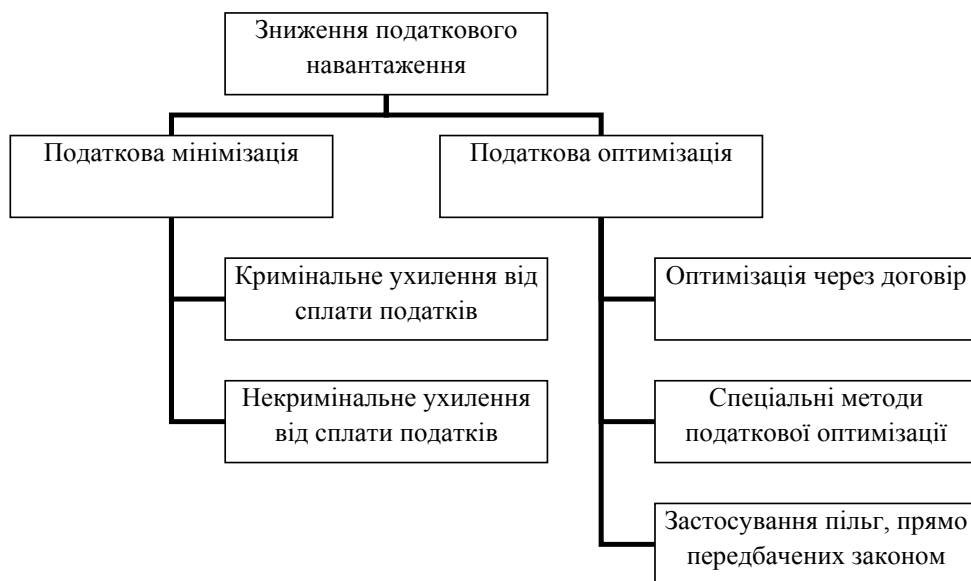 Зниження податкового
навантаження
Податкова мінімізація
Податкова оптимізація
Кримінальне ухилення від
сплати податків
Оптимізація через договір
Некримінальне ухилення
від сплати податків
Спеціальні методи
податкової оптимізації
Застосування пільг, прямо
передбачених законом